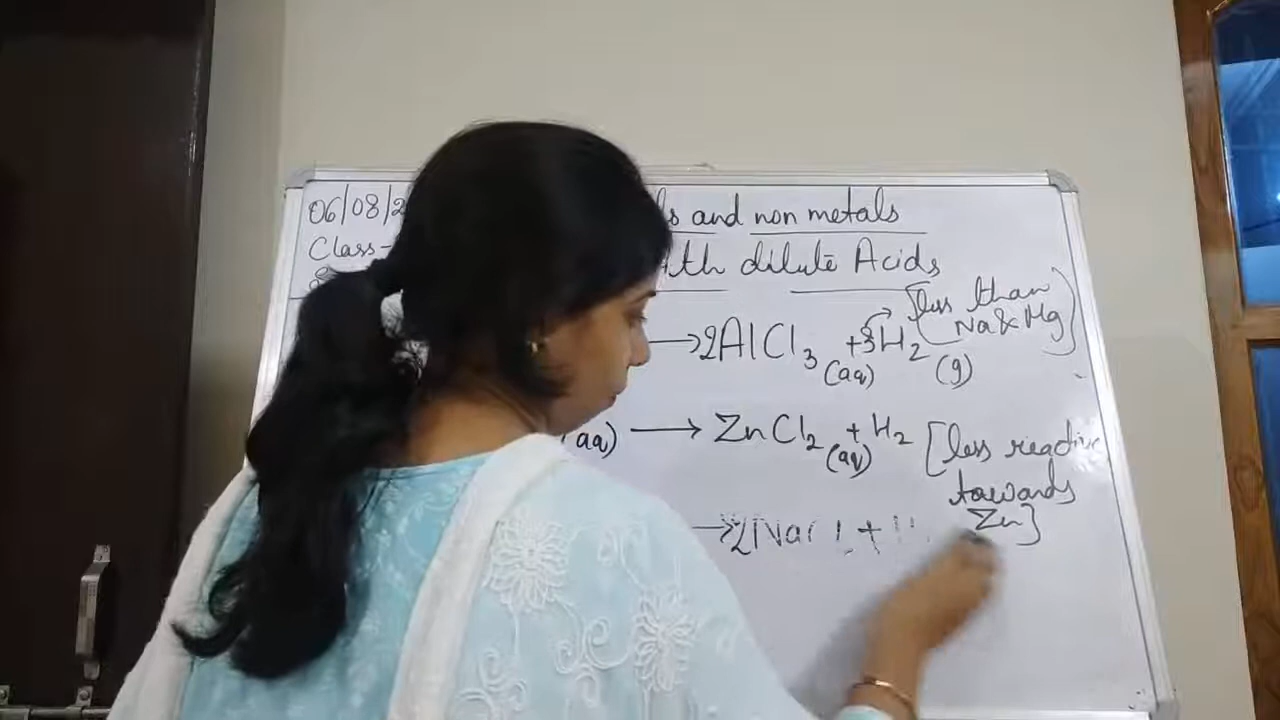 06/08/2
and non metals
Class-
ith dilute Acids
→ 2AlCl3 (aq) + 3H2 (g) [less than Na & Mg]
(aq) → ZnCl2 (aq) + H2 [less reactive towards Zn]
→ 2NaCl +